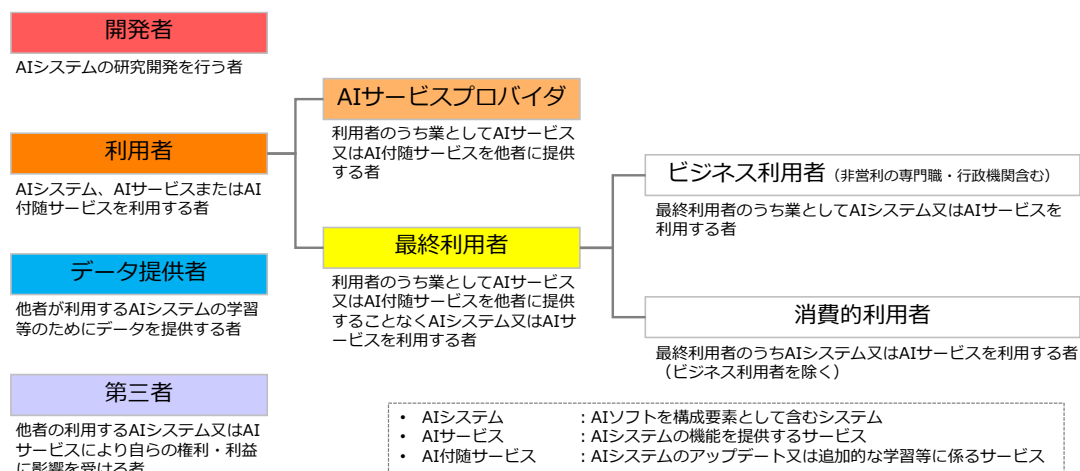 開発者
AIシステムの研究開発を行う者
利用者
AIシステム、AIサービスまたはAI
付随サービスを利用する者
データ提供者
他者が利用するAIシステムの学習
等のためにデータを提供する者
第三者
他者の利用するAIシステム又はAI
サービスにより自らの権利・利益
に影響を受ける者
AIサービスプロバイダ
利用者のうち業としてAIサービス
又はAI付随サービスを他者に提供
する者
最終利用者
利用者のうち業としてAIサービス
又はAI付随サービスを他者に提供
することなくAIシステム又はAIサ
ービスを利用する者
ビジネス利用者（非営利の専門職・行政機関含む）
最終利用者のうち業としてAIシステム又はAIサービスを
利用する者
消費的利用者
最終利用者のうちAIシステム又はAIサービスを利用する者
（ビジネス利用者を除く）
• AIシステム ：AIソフトを構成要素として含むシステム
• AIサービス ：AIシステムの機能を提供するサービス
• AI付随サービス ：AIシステムのアップデート又は追加的な学習等に係るサービス